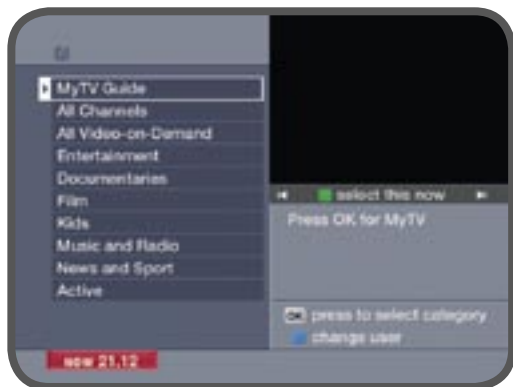 MyTV Guide
All Channels
All Video-on-Demand
Entertainment
Documentaries
Film
Kids
Music and Radio
News and Sport
Active
select this now
Press OK for MyTV
OK press to select category
change user
now 21.12